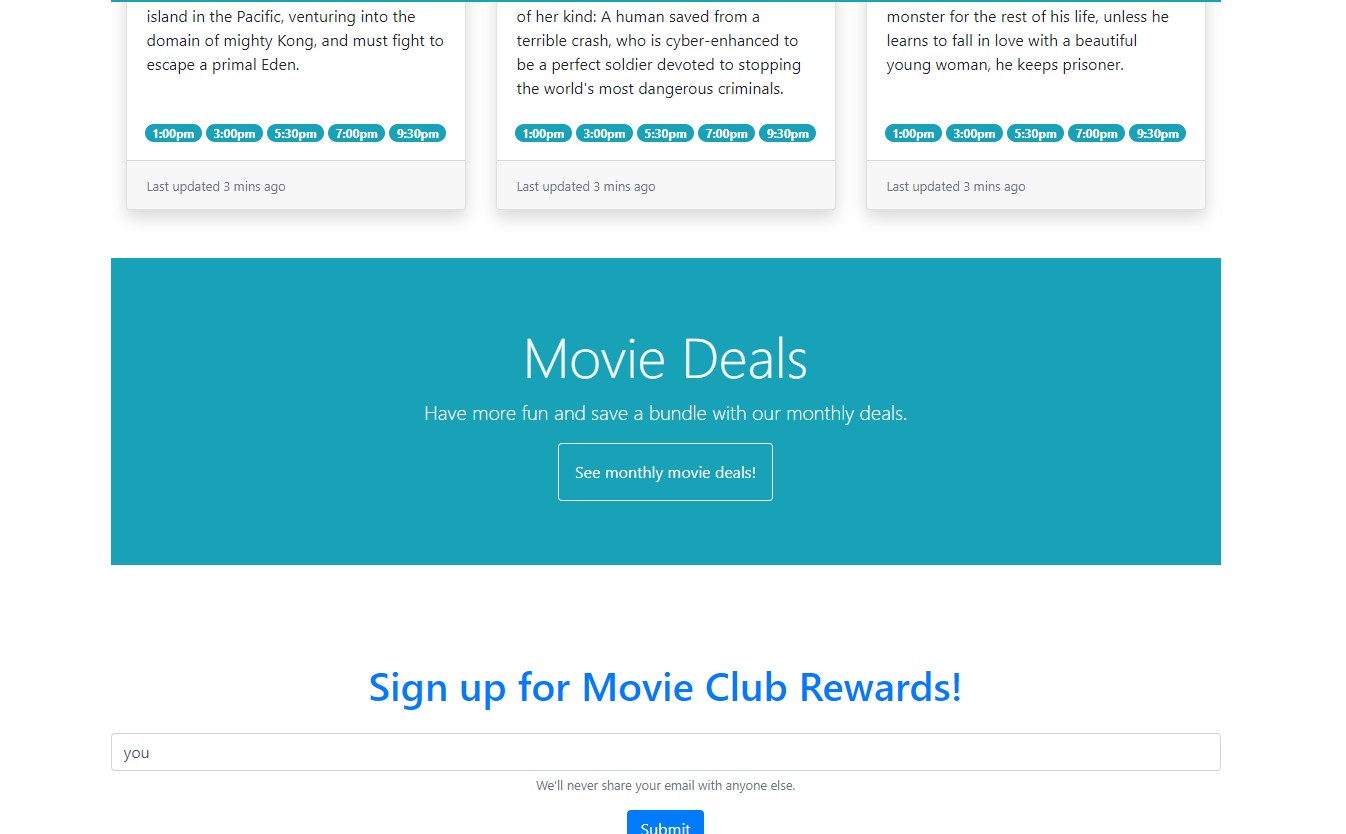 island in the Pacific, venturing into the
domain of mighty Kong, and must fight to
escape a primal Eden.
1:00pm 3:00pm 5:30pm 7:00pm 9:30pm
Last updated 3 mins ago
of her kind: A human saved from a
terrible crash, who is cyber-enhanced to
be a perfect soldier devoted to stopping
the world's most dangerous criminals.
1:00pm 3:00pm 5:30pm 7:00pm 9:30pm
Last updated 3 mins ago
monster for the rest of his life, unless he
learns to fall in love with a beautiful
young woman, he keeps prisoner.
1:00pm 3:00pm 5:30pm 7:00pm 9:30pm
Last updated 3 mins ago
Movie Deals
Have more fun and save a bundle with our monthly deals.
See monthly movie deals!
Sign up for Movie Club Rewards!
you
We'll never share your email with anyone else.
Submit